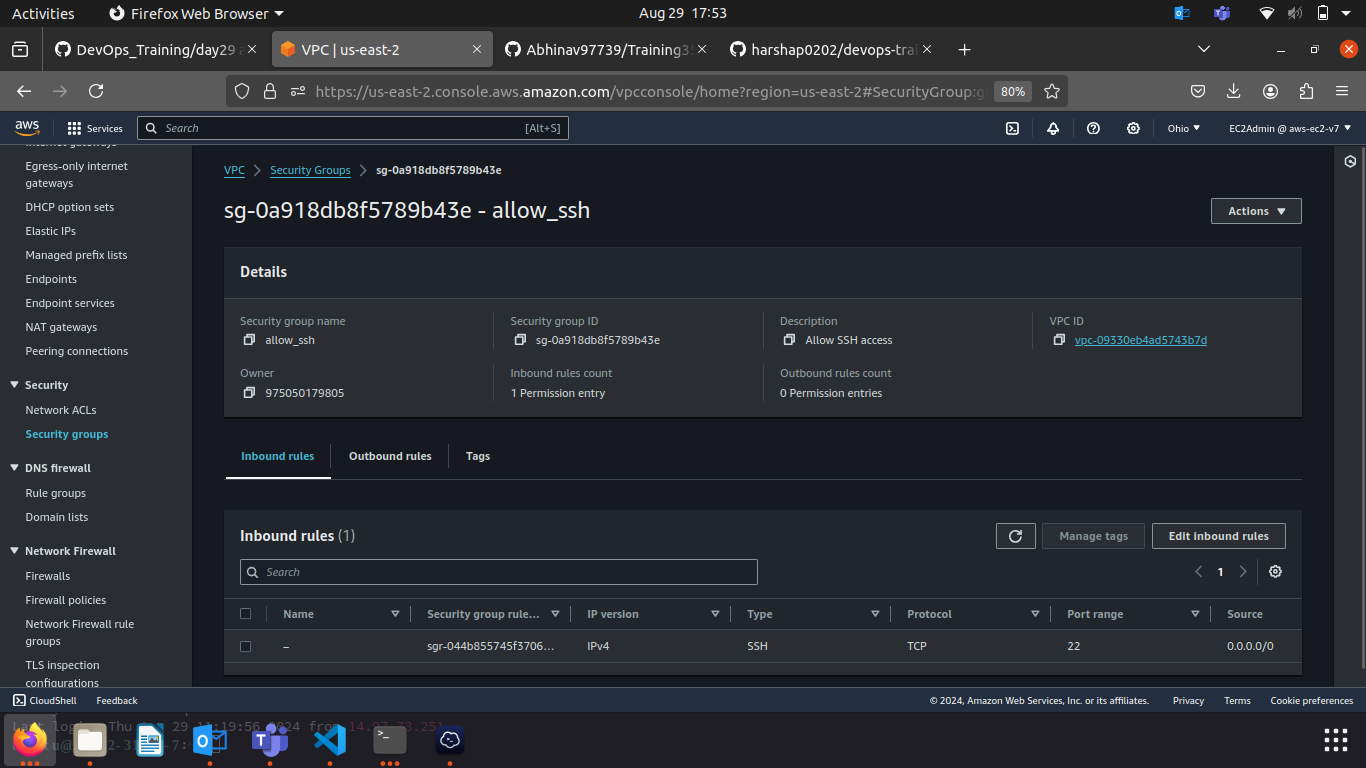 Activities
Firefox Web Browser
Aug 29 17:53
DevOps_Training/day29 a
VPC | us-east-2
Abhinav97739/Training35
harshap0202/devops-trai
https://us-east-2.console.aws.amazon.com/vpcconsole/home?region=us-east-2#SecurityGroup:g
80%
aws
Services
Search
[Alt+S]
Ohio
EC2Admin @ aws-ec2-v7
Internet gateways
Egress-only internet
gateways
DHCP option sets
Elastic IPs
Managed prefix lists
Endpoints
Endpoint services
NAT gateways
Peering connections
Security
Network ACLs
Security groups
DNS firewall
Rule groups
Domain lists
Network Firewall
Firewalls
Firewall policies
Network Firewall rule
groups
TLS inspection
configurations
VPC
Security Groups
sg-0a918db8f5789b43e
sg-0a918db8f5789b43e - allow_ssh
Actions
Details
Security group name
allow_ssh
Security group ID
sg-0a918db8f5789b43e
Description
Allow SSH access
VPC ID
vpc-09330eb4ad5743b7d
Owner
975050179805
Inbound rules count
1 Permission entry
Outbound rules count
0 Permission entries
Inbound rules
Outbound rules
Tags
Inbound rules (1)
Manage tags
Edit inbound rules
Search
1
Name
Security group rule...
IP version
Type
Protocol
Port range
Source
–
sgr-044b855745f3706...
IPv4
SSH
TCP
22
0.0.0.0/0
CloudShell
Feedback
© 2024, Amazon Web Services, Inc. or its affiliates.
Privacy
Terms
Cookie preferences
Last login: Thu 29 11:19:56 2024 from 14.97.73.251